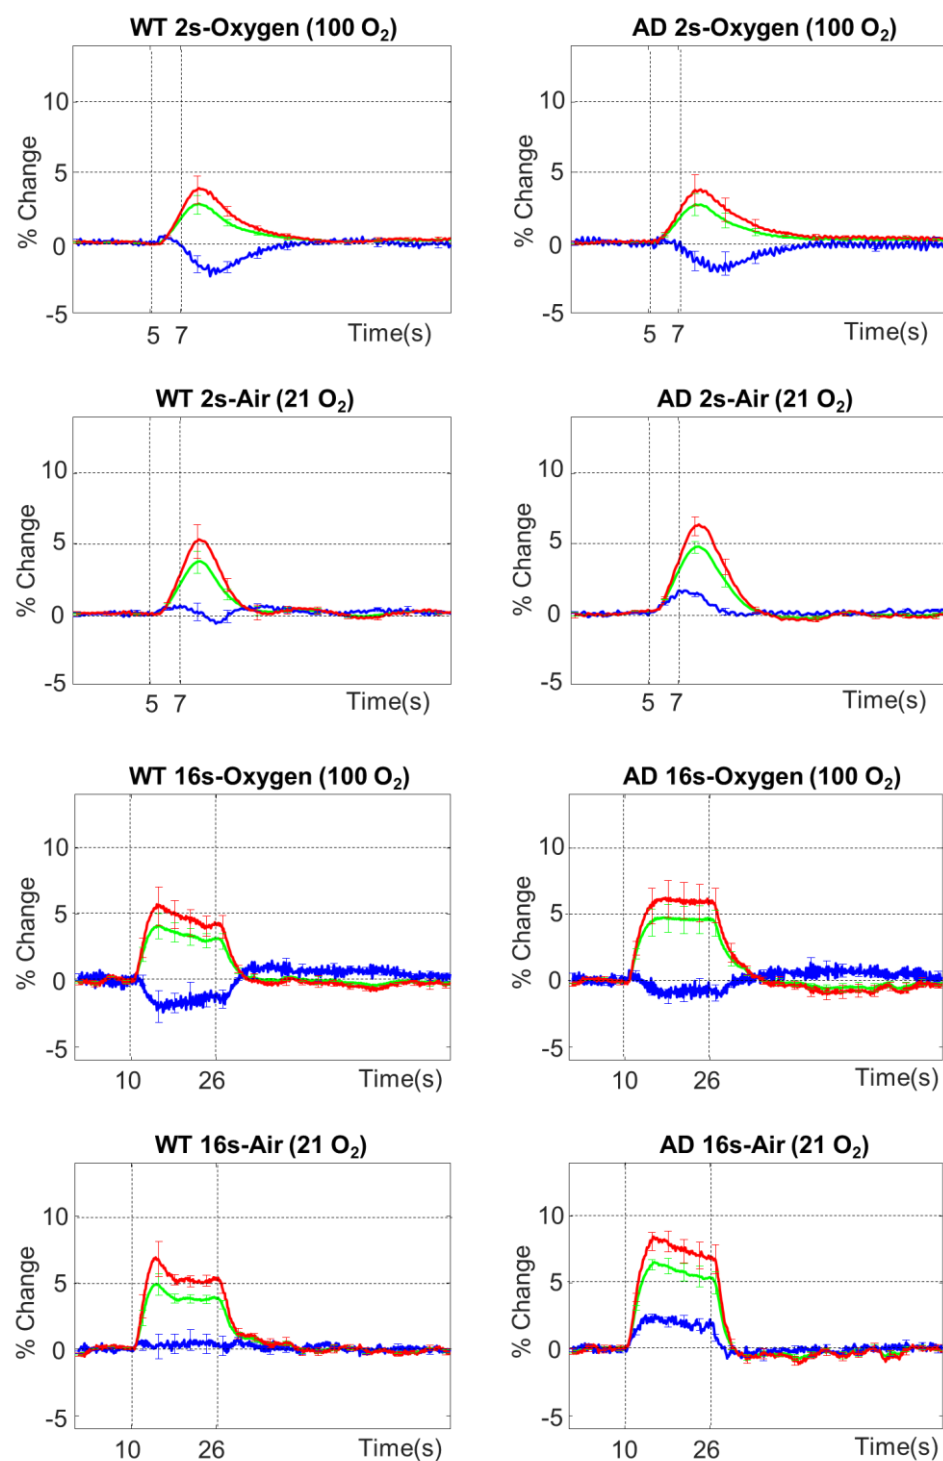 WT 2s-Oxygen (100 O₂)
10
5
0
-5
% Change
5 7 Time(s)
AD 2s-Oxygen (100 O₂)
10
5
0
-5
% Change
5 7 Time(s)
WT 2s-Air (21 O₂)
10
5
0
-5
% Change
5 7 Time(s)
AD 2s-Air (21 O₂)
10
5
0
-5
% Change
5 7 Time(s)
WT 16s-Oxygen (100 O₂)
10
5
0
-5
% Change
10 26 Time(s)
AD 16s-Oxygen (100 O₂)
10
5
0
-5
% Change
10 26 Time(s)
WT 16s-Air (21 O₂)
10
5
0
-5
% Change
10 26 Time(s)
AD 16s-Air (21 O₂)
10
5
0
-5
% Change
10 26 Time(s)